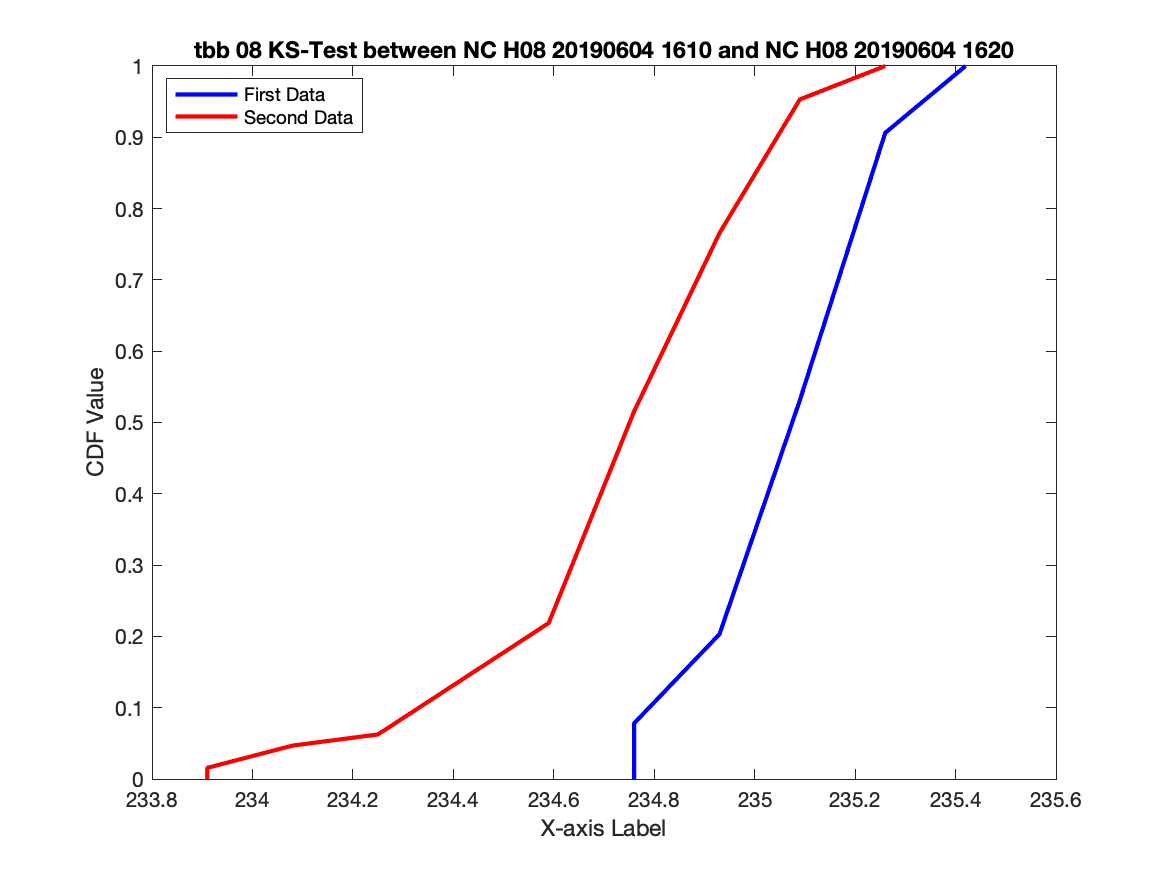 tbb 08 KS-Test between NC H08 20190604 1610 and NC H08 20190604 1620
First Data
Second Data
1
0.9
0.8
0.7
0.6
0.5
0.4
0.3
0.2
0.1
0
CDF Value
233.8 234 234.2 234.4 234.6 234.8 235 235.2 235.4 235.6
X-axis Label